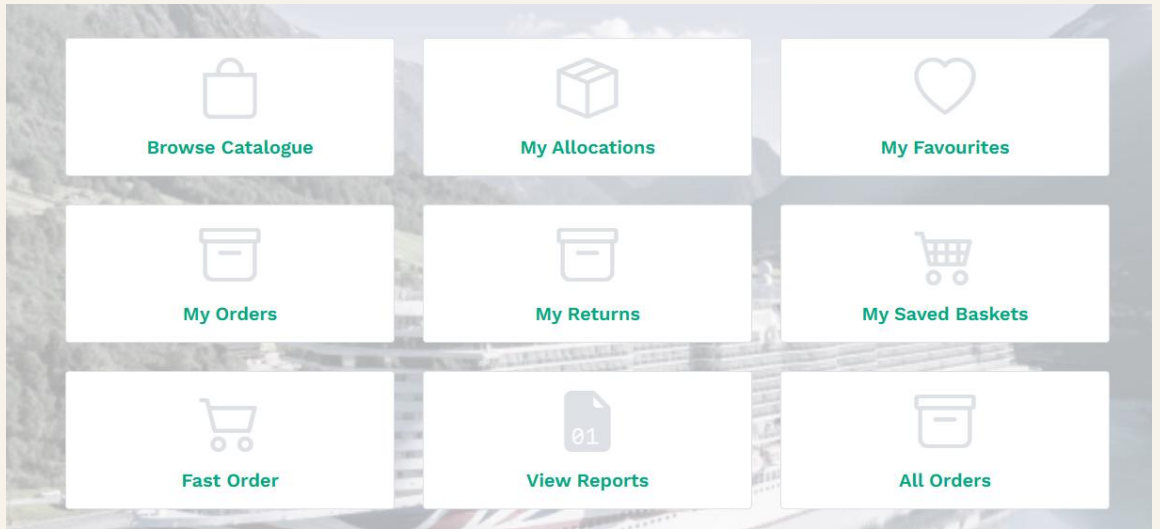 Browse Catalogue
My Allocations
My Favourites
My Orders
My Returns
My Saved Baskets
Fast Order
01
View Reports
All Orders